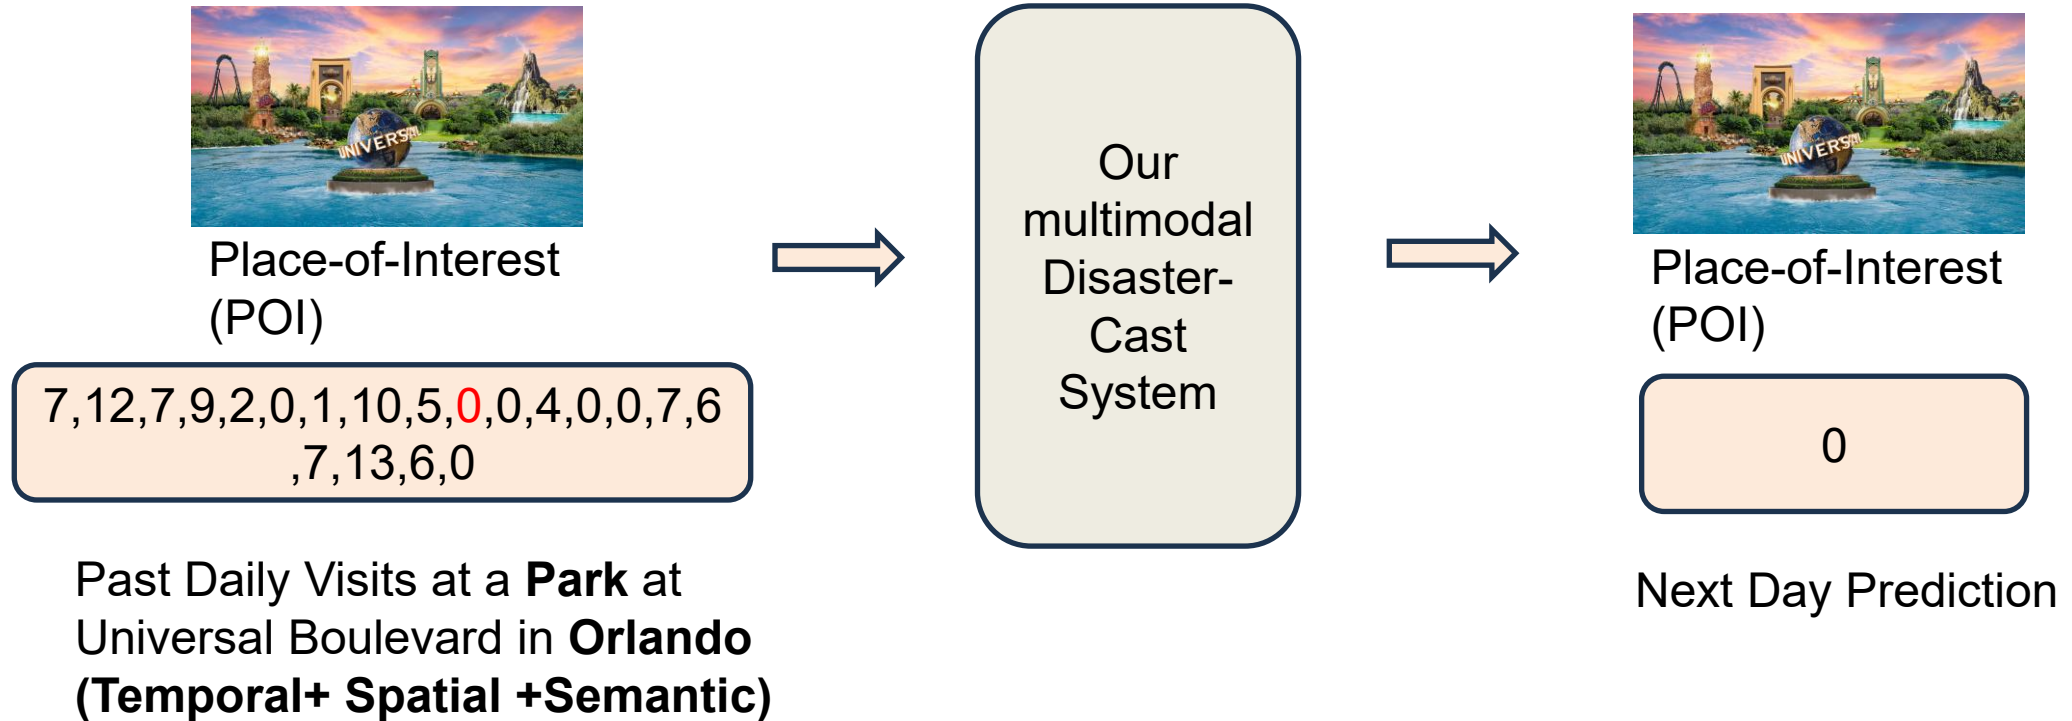 UNIVERSAL
Place-of-Interest
(POI)
7,12,7,9,2,0,1,10,5,0,0,4,0,0,7,6
,7,13,6,0
Past Daily Visits at a Park at
Universal Boulevard in Orlando
(Temporal+ Spatial +Semantic)
Our
multimodal
Disaster-
Cast
System
UNIVERSAL
Place-of-Interest
(POI)
0
Next Day Prediction